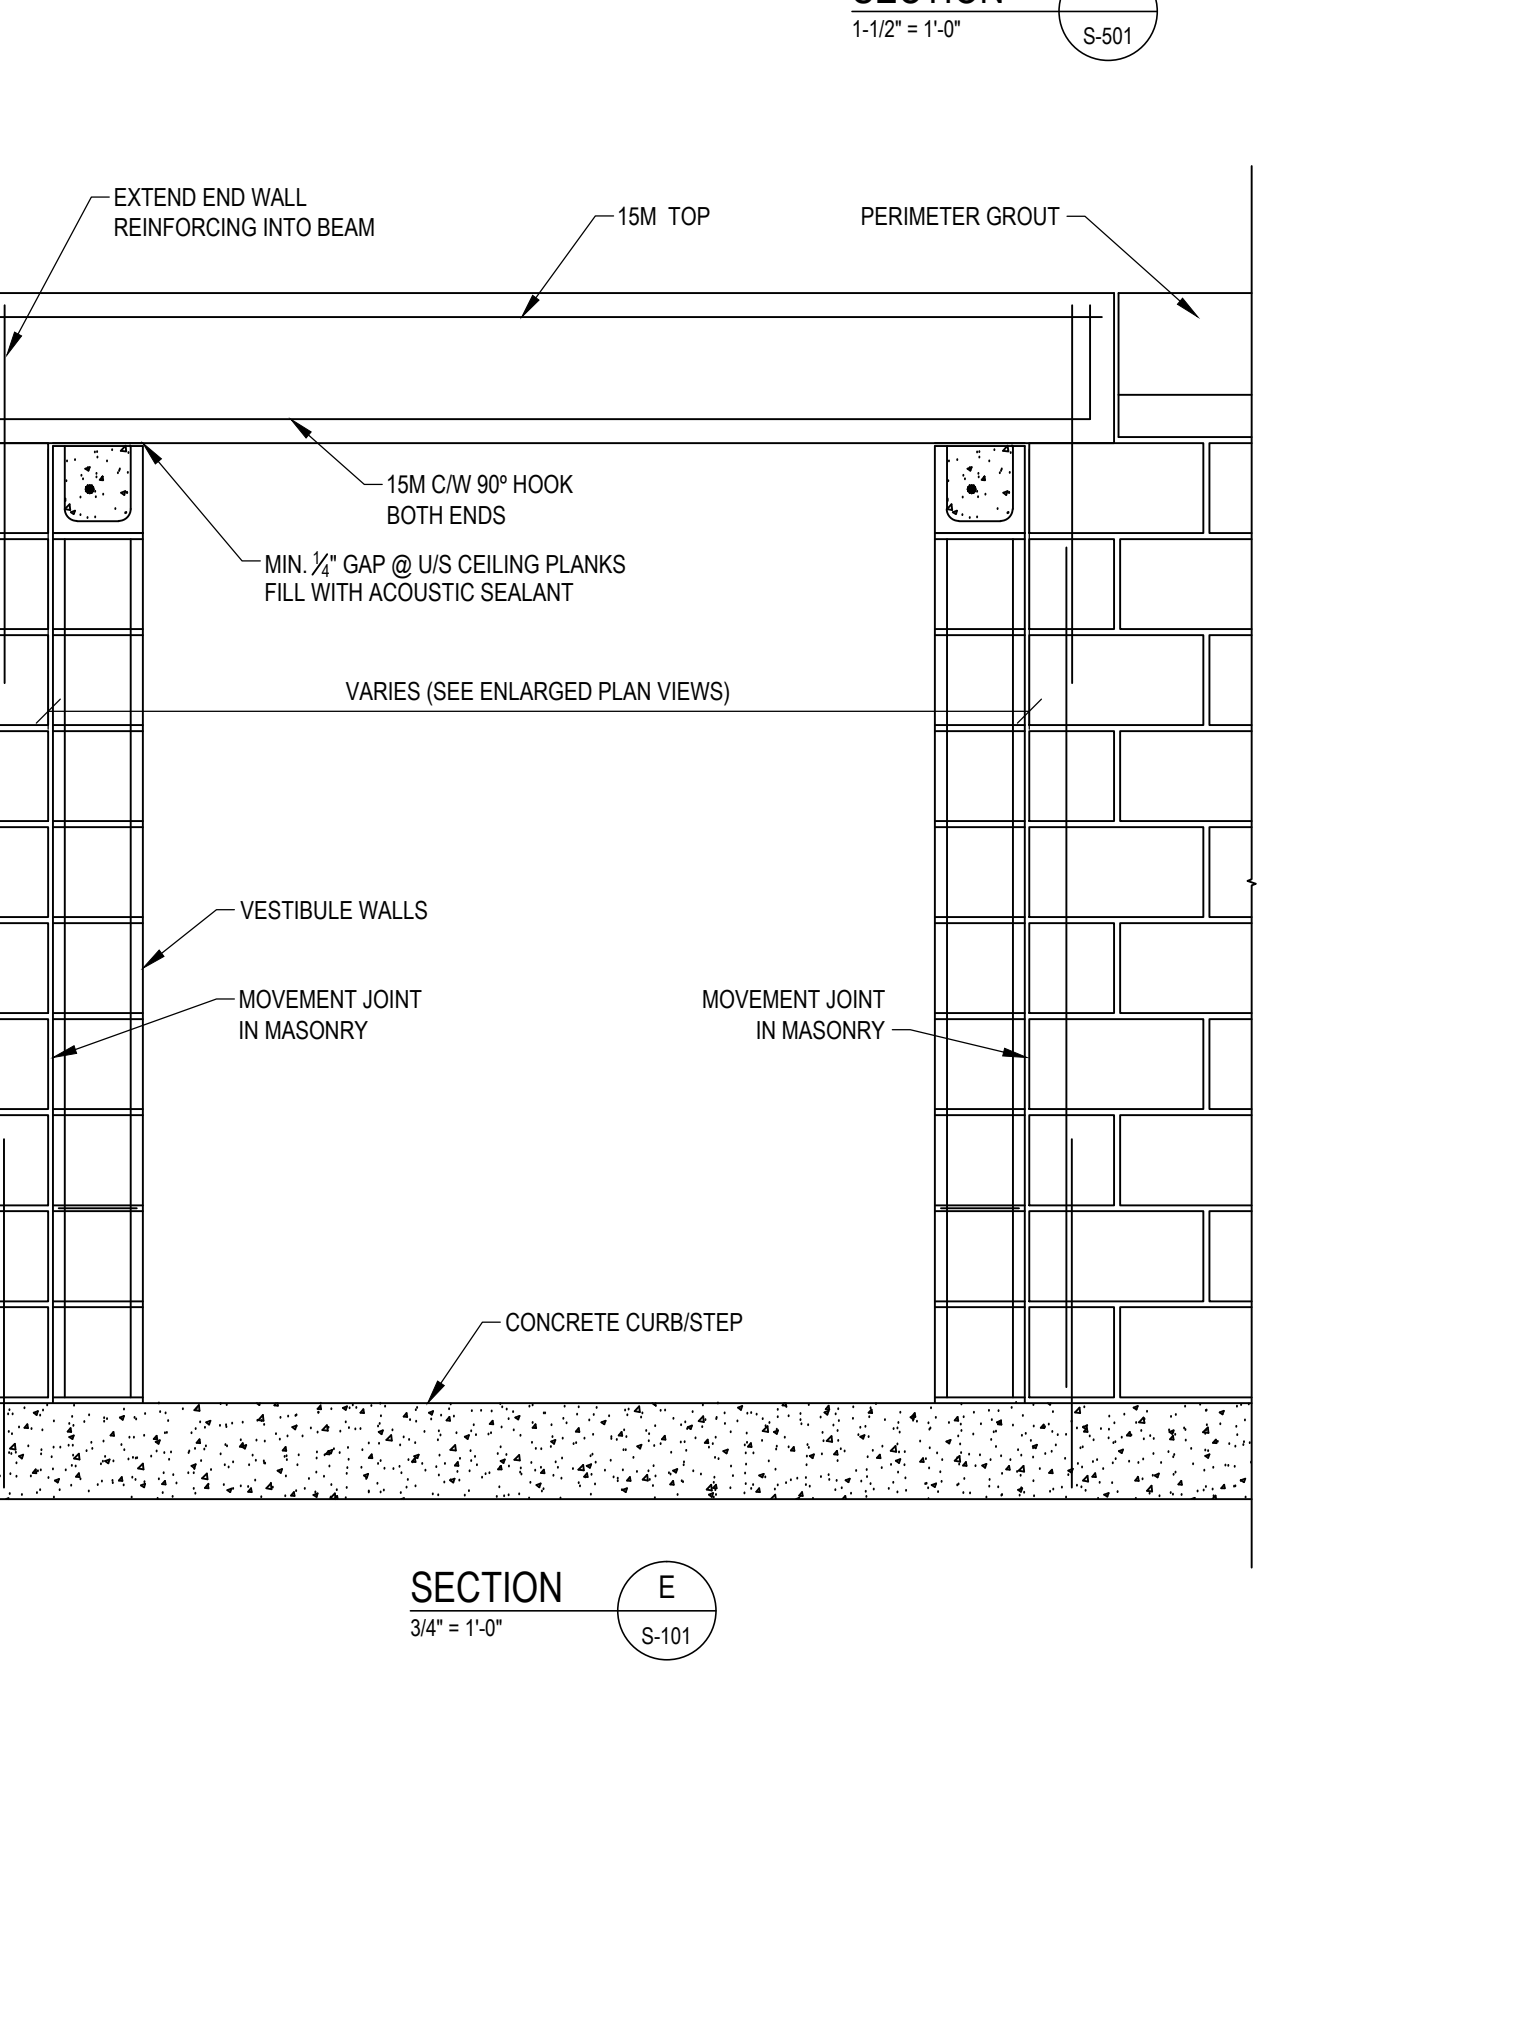 1-1/2" = 1'-0"
S-501
EXTEND END WALL
REINFORCING INTO BEAM
15M TOP
PERIMETER GROUT
15M C/W 90º HOOK
BOTH ENDS
MIN. 1/4" GAP @ U/S CEILING PLANKS
FILL WITH ACOUSTIC SEALANT
VARIES (SEE ENLARGED PLAN VIEWS)
VESTIBULE WALLS
MOVEMENT JOINT
IN MASONRY
MOVEMENT JOINT
IN MASONRY
CONCRETE CURB/STEP
SECTION
E
3/4" = 1'-0"
S-101